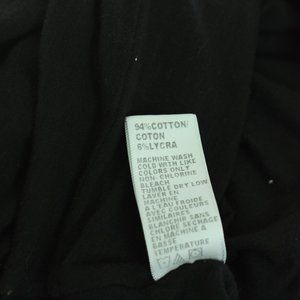 94%COTTON/
COTON
6%LYCRA
MACHINE WASH
COLD WITH LIKE
COLORS ONLY
NON-CHLORINE
BLEACH
TUMBLE DRY LOW
LAVER EN
MACHINE
A L'EAU FROIDE
AVEC COULEURS
SIMILAIRES
BLANCHIR SANS
CHLORE SECHAGE
EN MACHINE A
BASSE
TEMPERATURE